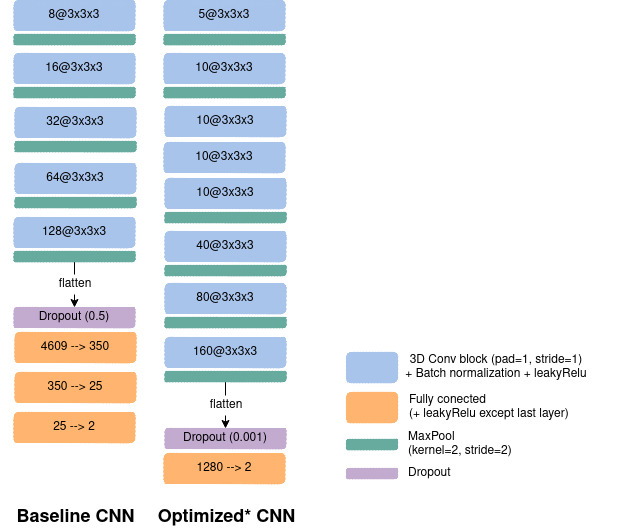 8@3x3x3
16@3x3x3
32@3x3x3
64@3x3x3
128@3x3x3
flatten
Dropout (0.5)
4609 --> 350
350 --> 25
25 --> 2
Baseline CNN
5@3x3x3
10@3x3x3
10@3x3x3
10@3x3x3
10@3x3x3
40@3x3x3
80@3x3x3
160@3x3x3
flatten
Dropout (0.001)
1280 --> 2
Optimized* CNN
3D Conv block (pad=1, stride=1)
+ Batch normalization + leakyRelu
Fully conected
(+ leakyRelu except last layer)
MaxPool
(kernel=2, stride=2)
Dropout